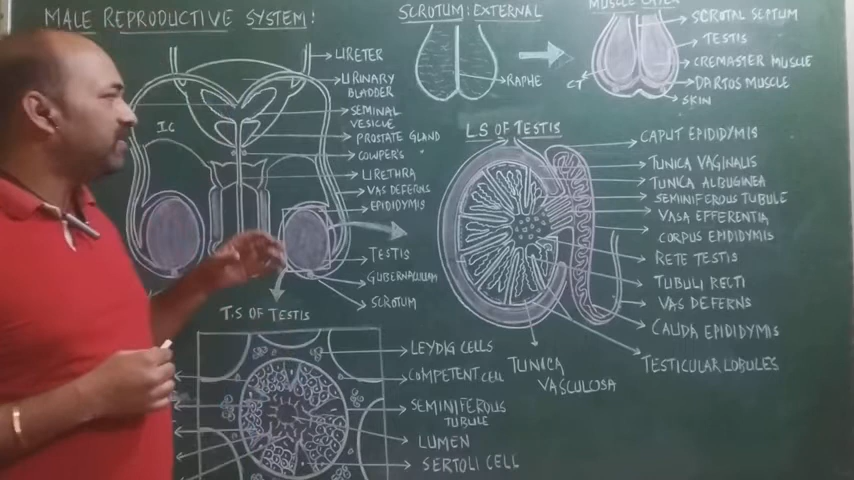 MALE REPRODUCTIVE SYSTEM:
URETER
URINARY
BLADDER
SEMINAL
VESICLE
PROSTATE GLAND
COWPER'S
URETHRA
VAS DEFERNS
EPIDIDYMIS
TESTIS
GUBERNACULUM
SCROTUM
IC
SCROTUM: EXTERNAL
RAPHE
SCROTAL SEPTUM
TESTIS
CREMASTER MUSCLE
DARTOS MUSCLE
SKIN
CT
L.S OF TESTIS
CAPUT EPIDIDYMIS
TUNICA VAGINALIS
TUNICA ALBUGINEA
SEMINIFEROUS TUBULE
VASA EFFERENTIA
CORPUS EPIDIDYMIS
RETE TESTIS
TUBULI RECTI
VAS DEFERNS
CAUDA EPIDIDYMIS
TESTICULAR LOBULES
TUNICA
VASCULOSA
T.S OF TESTIS
LEYDIG CELLS
COMPETENT CELL
SEMINIFEROUS
TUBULE
LUMEN
SERTOLI CELL